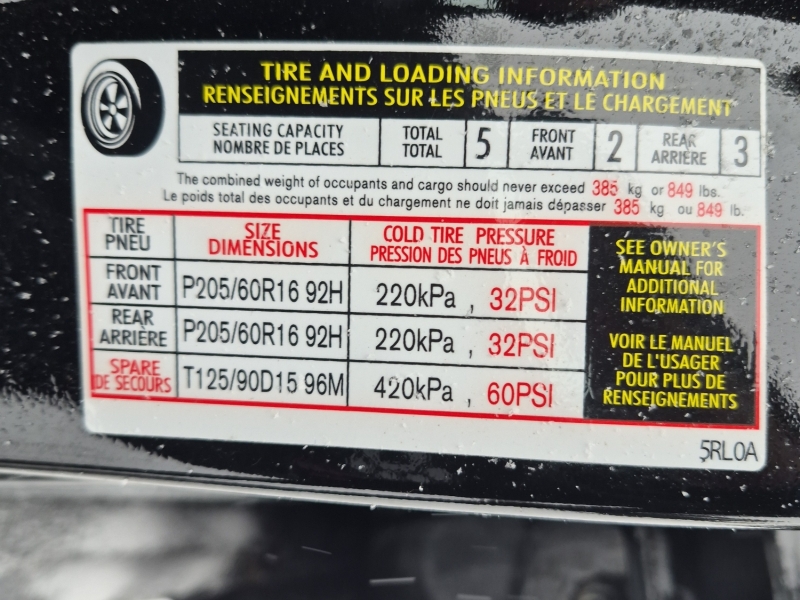 TIRE AND LOADING INFORMATION
RENSEIGNEMENTS SUR LES PNEUS ET LE CHARGEMENT
SEATING CAPACITY
NOMBRE DE PLACES
TOTAL
TOTAL
5
FRONT
AVANT
2
REAR
ARRIÈRE
3
The combined weight of occupants and cargo should never exceed 385 kg or 849 lbs.
Le poids total des occupants et du chargement ne doit jamais dépasser 385 kg ou 849 lb.
TIRE
PNEU
SIZE
DIMENSIONS
COLD TIRE PRESSURE
PRESSION DES PNEUS À FROID
FRONT
AVANT
P205/60R16 92H
220kPa , 32PSI
REAR
ARRIÈRE
P205/60R16 92H
220kPa , 32PSI
SPARE
DE SECOURS
T125/90D15 96M
420kPa , 60PSI
SEE OWNER'S
MANUAL FOR
ADDITIONAL
INFORMATION
VOIR LE MANUEL
DE L'USAGER
POUR PLUS DE
RENSEIGNEMENTS
5RL0A